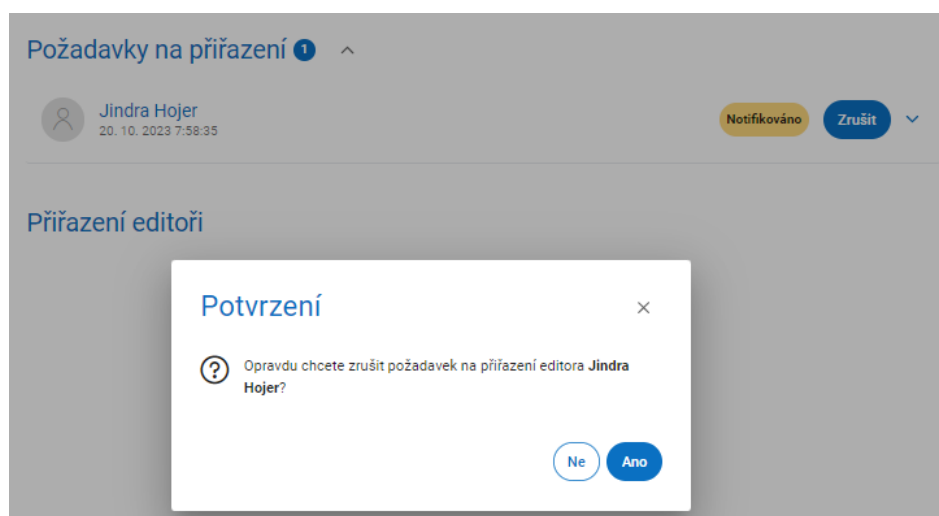 Požadavky na přiřazení 1
Jindra Hojer
20. 10. 2023 7:58:35
Notifikováno
Zrušit
Přiřazení editoři
Potvrzení
Opravdu chcete zrušit požadavek na přiřazení editora Jindra
Hojer?
Ne
Ano